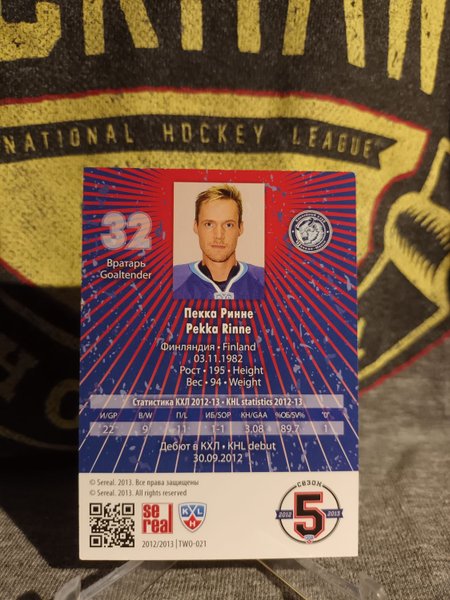 NATIONAL HOCKEY LEAGUE
32
Вратарь
Goaltender
Пекка Ринне
Pekka Rinne
Финляндия • Finland
03.11.1982
Рост • 195 • Height
Вес • 94 • Weight
Статистика КХЛ 2012-13 • KHL statistics 2012-13
И/GP В/W П/L ИБ/SOP КН/GAA %ОБ/SV% "0"
22 9 11 1-1 3,08 89,7 1
Дебют в КХЛ • KHL debut
30.09.2012
© Sereal. 2013. Все права защищены
© Sereal. 2013. All rights reserved
se
real
KHL
КХЛ
2012/2013 | TWO-021
СЕЗОН
2012 5 2013